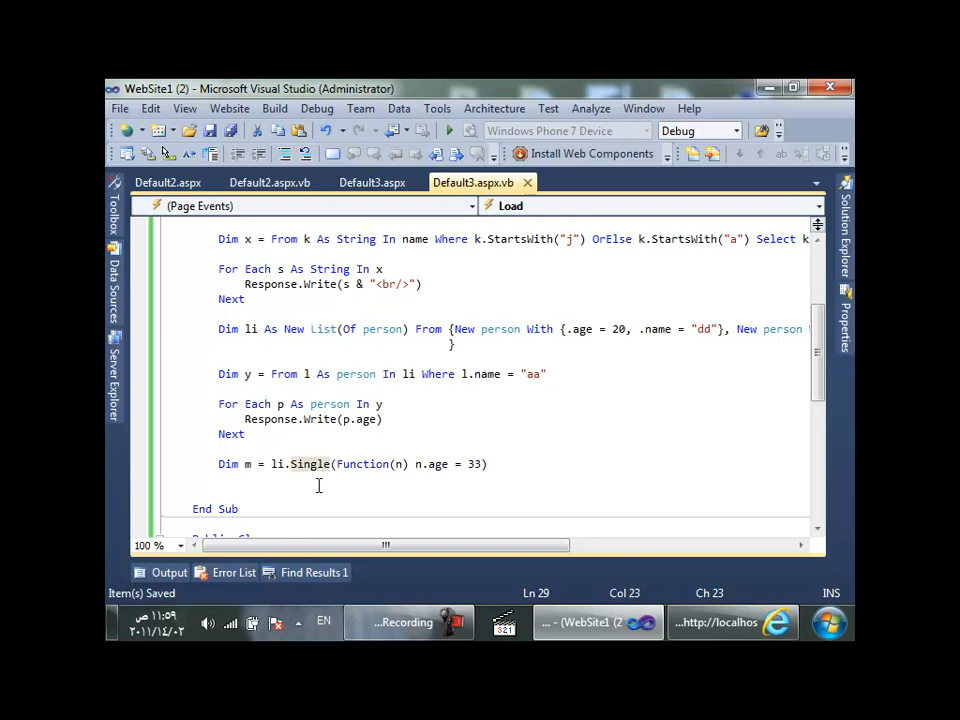 WebSite1 (2) - Microsoft Visual Studio (Administrator)
File Edit View Website Build Debug Team Data Tools Architecture Test Analyze Window Help
Windows Phone 7 Device Debug
Install Web Components
Default2.aspx Default2.aspx.vb Default3.aspx Default3.aspx.vb
(Page Events) Load
Toolbox
Data Sources
Server Explorer
Solution Explorer
Properties
Dim x = From k As String In name Where k.StartsWith("j") OrElse k.StartsWith("a") Select k
For Each s As String In x
Response.Write(s & "<br/>")
Next
Dim li As New List(Of person) From {New person With {.age = 20, .name = "dd"}, New person
}
Dim y = From l As person In li Where l.name = "aa"
For Each p As person In y
Response.Write(p.age)
Next
Dim m = li.Single(Function(n) n.age = 33)
End Sub
100 %
Output Error List Find Results 1
Item(s) Saved Ln 29 Col 23 Ch 23 INS
١١:٥٩ ص
٢٠١١/١٤/٠٢
EN
...Recording
321
... - (WebSite1 (2
...http://localhos